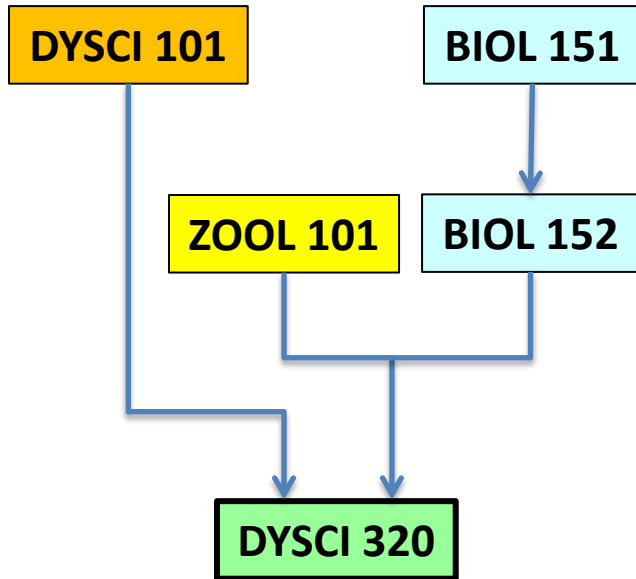 DYSCI 101
BIOL 151
ZOOL 101
BIOL 152
DYSCI 320